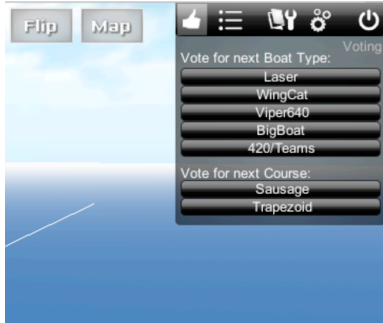 Flip Map
Voting
Vote for next Boat Type:
Laser
WingCat
Viper640
BigBoat
420/Teams
Vote for next Course:
Sausage
Trapezoid